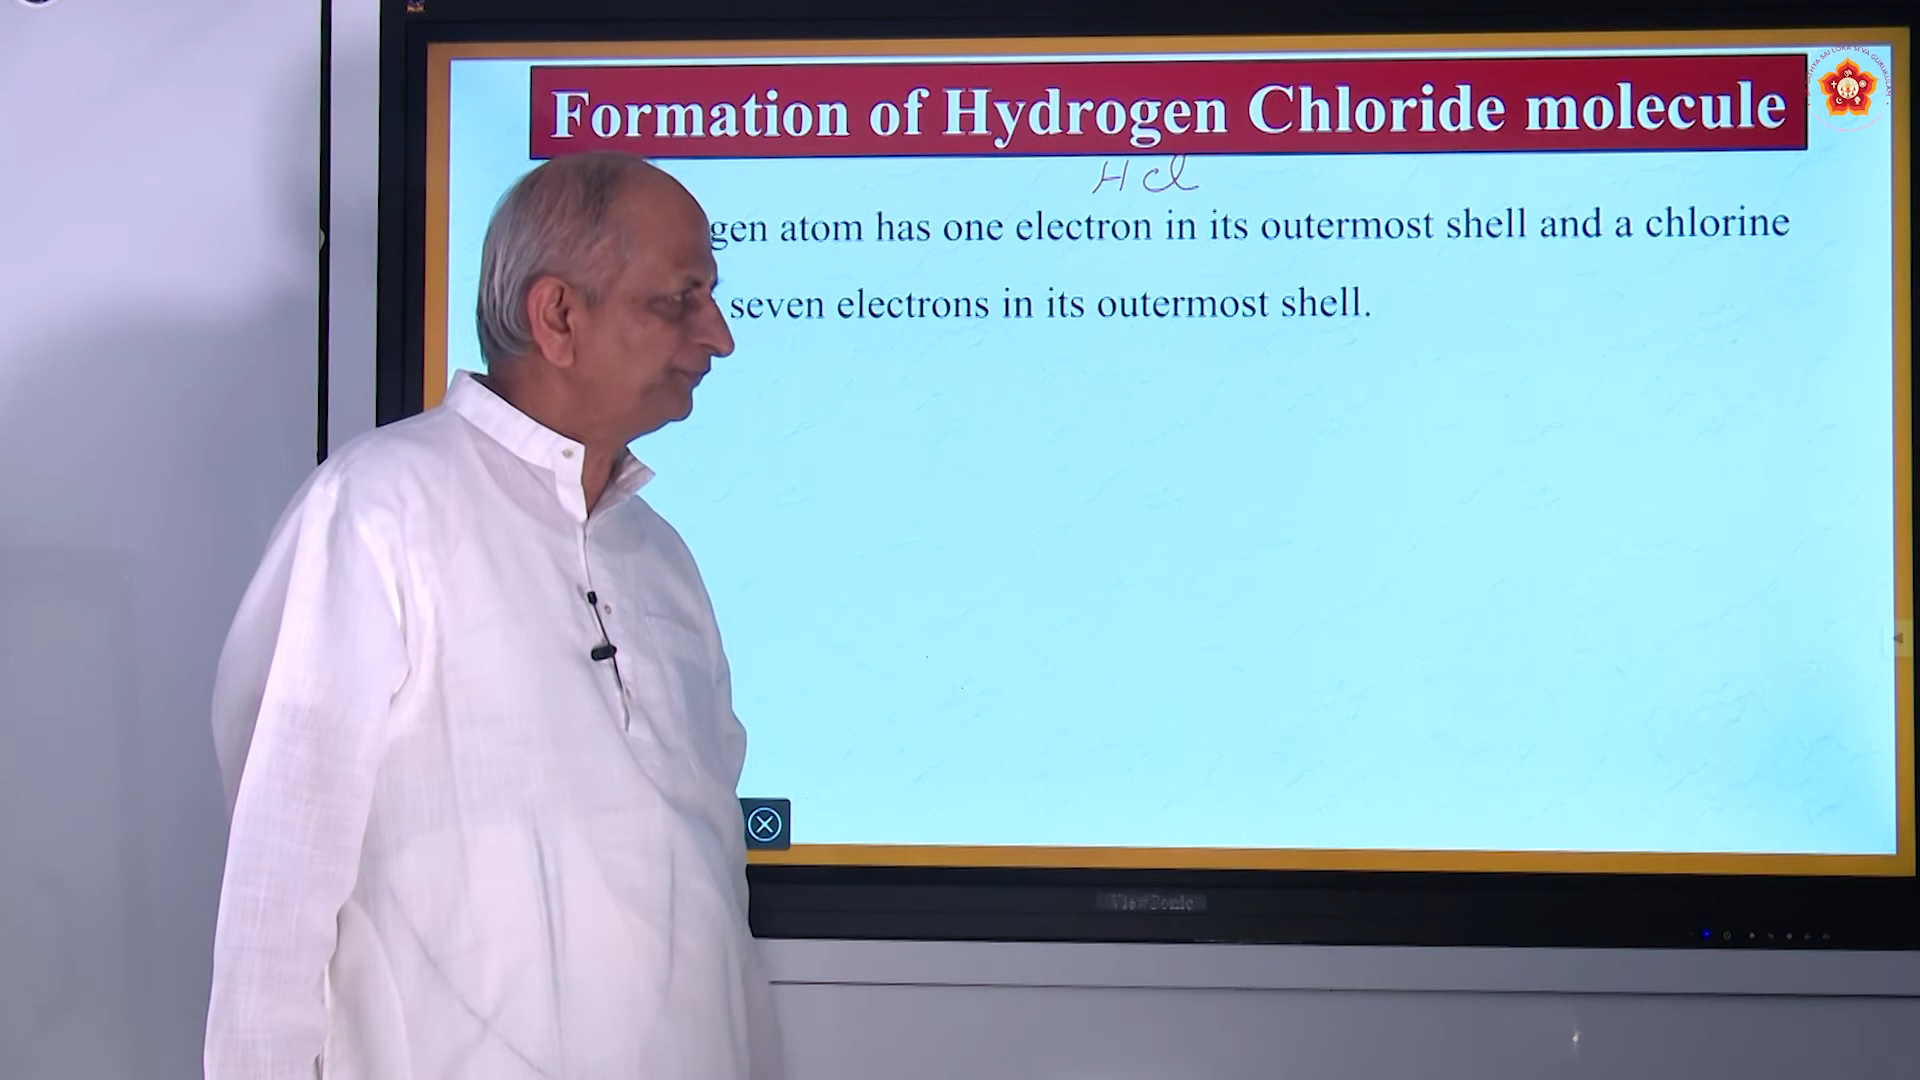 Formation of Hydrogen Chloride molecule
HCl
gen atom has one electron in its outermost shell and a chlorine
seven electrons in its outermost shell.
ViewSonic